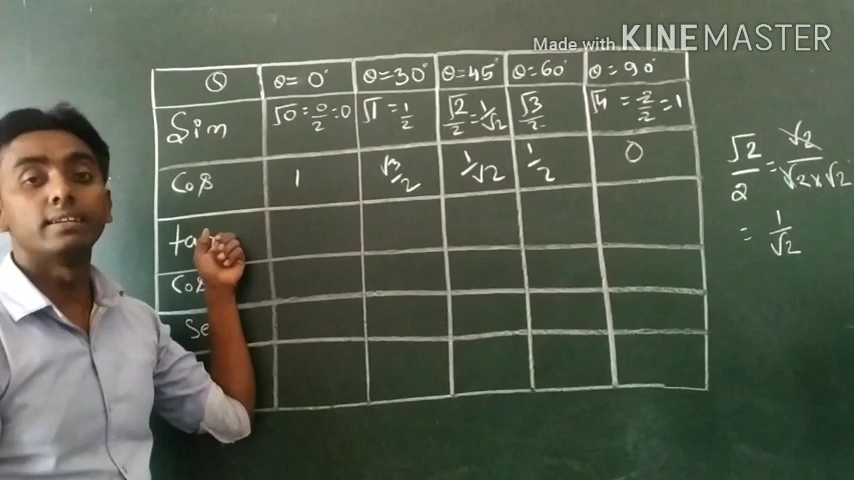 Made with KINEMASTER
θ θ=0° θ=30° θ=45° θ=60° θ=90°
Sin √0=0/2=0 √1=1/2 √2/2=1/√2 √3/2 √4=2/2=1
Cos 1 √3/2 1/√2 1/2 0
√2/2=√2/√2×√2
=1/√2